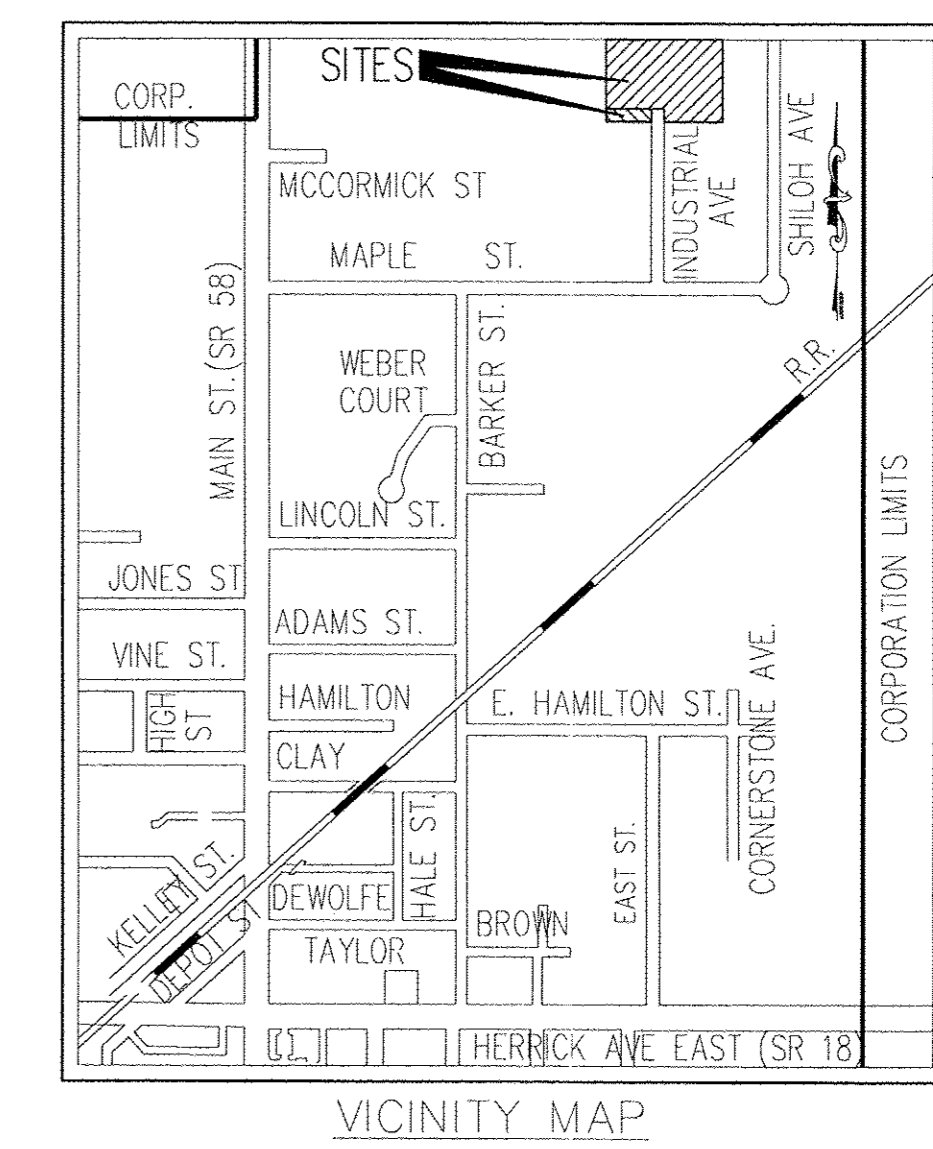 SITES
CORP.
LIMITS
MCCORMICK ST
INDUSTRIAL
AVE
SHILOH AVE
MAPLE ST.
MAIN ST.(SR 58)
BARKER ST.
R.R.
WEBER
COURT
LINCOLN ST.
CORPORATION LIMITS
JONES ST
ADAMS ST.
VINE ST.
HIGH
ST
HAMILTON
E. HAMILTON ST.
CORNERSTONE AVE.
CLAY
HALE ST.
EAST ST.
KELLEY ST.
DEPOT ST
DEWOLFE
BROWN
TAYLOR
HERRICK AVE EAST (SR 18)
VICINITY MAP